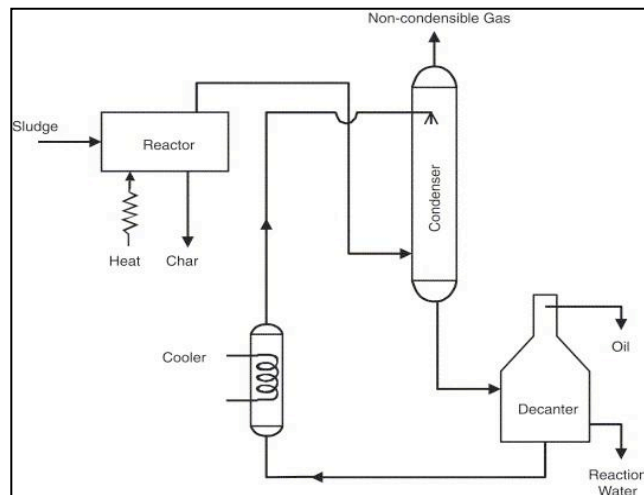 Non-condensible Gas
Sludge
Reactor
Condenser
Heat
Char
Cooler
Oil
Decanter
Reaction
Water